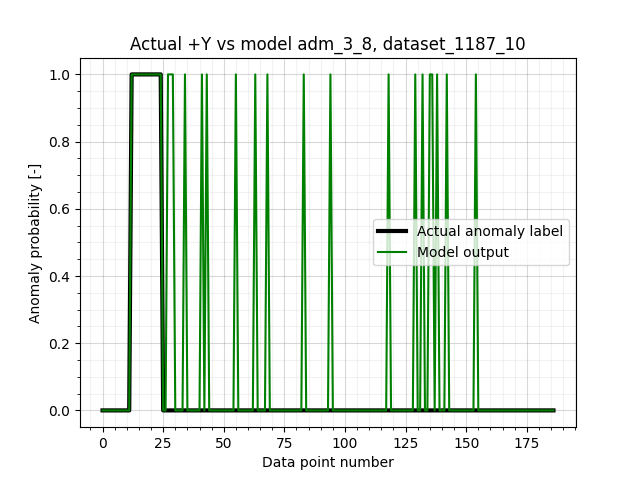 Actual +Y vs model adm_3_8, dataset_1187_10
Anomaly probability [-]
1.0
0.8
0.6
0.4
0.2
0.0
Actual anomaly label
Model output
0 25 50 75 100 125 150 175
Data point number